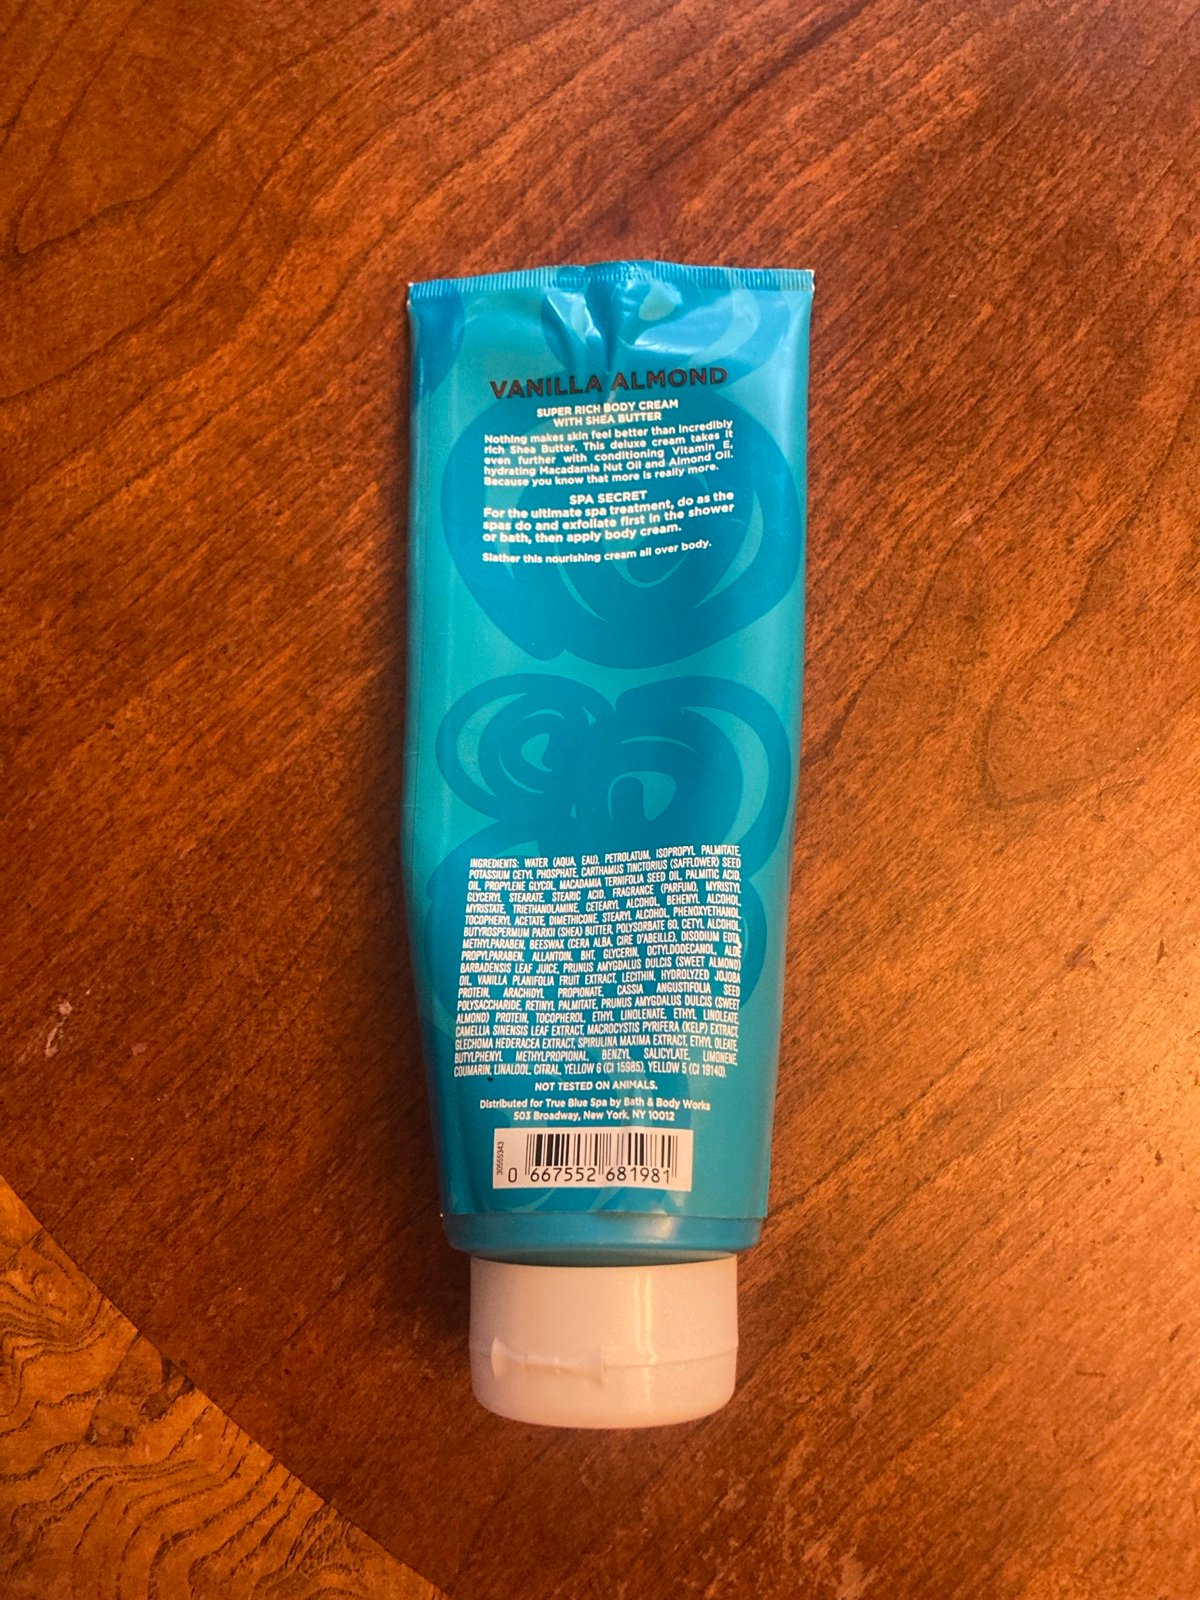 VANILLA ALMOND
SUPER RICH BODY CREAM
WITH SHEA BUTTER
Nothing makes skin feel better than incredibly
rich Shea Butter. This deluxe cream takes it
even further with conditioning Vitamin E,
hydrating Macadamia Nut Oil and Almond Oil.
Because you know that more is really more.
SPA SECRET
For the ultimate spa treatment, do as the
spas do and exfoliate first in the shower
or bath, then apply body cream.
Slather this nourishing cream all over body.
INGREDIENTS: WATER (AQUA, EAU), PETROLATUM, ISOPROPYL PALMITATE,
POTASSIUM CETYL PHOSPHATE, CARTHAMUS TINCTORIUS (SAFFLOWER) SEED
OIL, PROPYLENE GLYCOL, MACADAMIA TERNIFOLIA SEED OIL, PALMITIC ACID,
GLYCERYL STEARATE, STEARIC ACID, FRAGRANCE (PARFUM), MYRISTYL
MYRISTATE, TRIETHANOLAMINE, CETEARYL ALCOHOL, BEHENYL ALCOHOL,
TOCOPHERYL ACETATE, DIMETHICONE, STEARYL ALCOHOL, PHENOXYETHANOL,
BUTYROSPERMUM PARKII (SHEA) BUTTER, POLYSORBATE 60, CETYL ALCOHOL,
METHYLPARABEN, BEESWAX (CERA ALBA, CIRE D'ABEILLE), DISODIUM EDTA,
PROPYLPARABEN, ALLANTOIN, BHT, GLYCERIN, OCTYLDODECANOL, ALOE
BARBADENSIS LEAF JUICE, PRUNUS AMYGDALUS DULCIS (SWEET ALMOND)
OIL, VANILLA PLANIFOLIA FRUIT EXTRACT, LECITHIN, HYDROLYZED JOJOBA
PROTEIN, ARACHIDYL PROPIONATE, CASSIA ANGUSTIFOLIA SEED
POLYSACCHARIDE, RETINYL PALMITATE, PRUNUS AMYGDALUS DULCIS (SWEET
ALMOND) PROTEIN, TOCOPHEROL, ETHYL LINOLENATE, ETHYL LINOLEATE,
CAMELLIA SINENSIS LEAF EXTRACT, MACROCYSTIS PYRIFERA (KELP) EXTRACT,
GLECHOMA HEDERACEA EXTRACT, SPIRULINA MAXIMA EXTRACT, ETHYL OLEATE,
BUTYLPHENYL METHYLPROPIONAL, BENZYL SALICYLATE, LIMONENE,
COUMARIN, LINALOOL, CITRAL, YELLOW 6 (CI 15985), YELLOW 5 (CI 19140).
NOT TESTED ON ANIMALS.
Distributed for True Blue Spa by Bath & Body Works
503 Broadway, New York, NY 10012
30555343
0 667552 681981